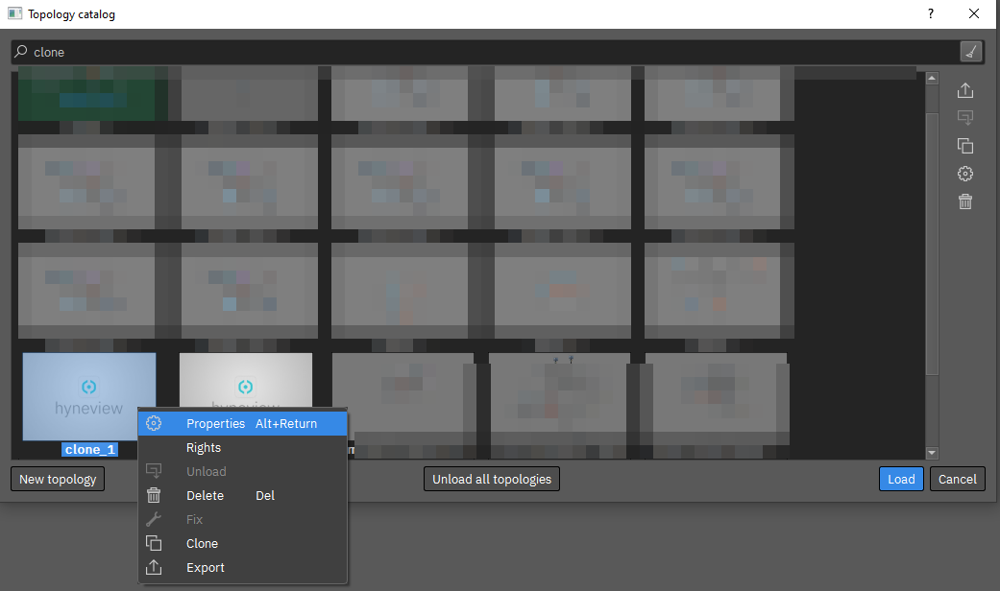 Topology catalog
?
clone
hyneview
hyneview
clone_1
Properties Alt+Return
Rights
Unload
Delete Del
Fix
Clone
Export
New topology
Unload all topologies
Load
Cancel